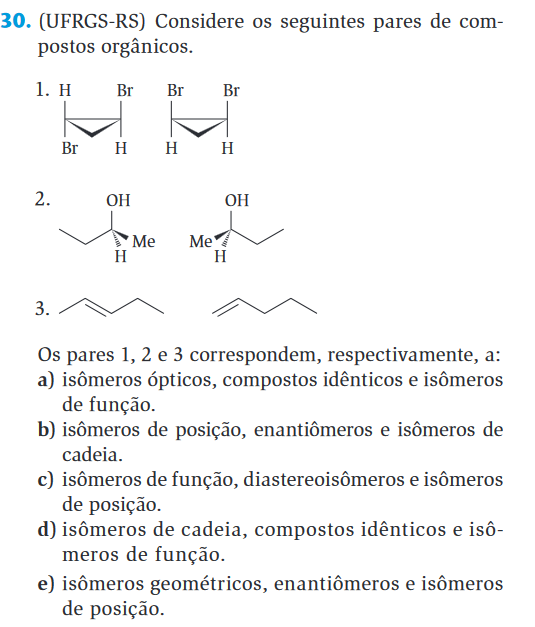 30. (UFRGS-RS) Considere os seguintes pares de com-
postos orgânicos.
1. H Br Br Br
Br H H H
2. OH OH
Me Me
H H
3.
Os pares 1, 2 e 3 correspondem, respectivamente, a:
a) isômeros ópticos, compostos idênticos e isômeros
de função.
b) isômeros de posição, enantiômeros e isômeros de
cadeia.
c) isômeros de função, diastereoisômeros e isômeros
de posição.
d) isômeros de cadeia, compostos idênticos e isô-
meros de função.
e) isômeros geométricos, enantiômeros e isômeros
de posição.